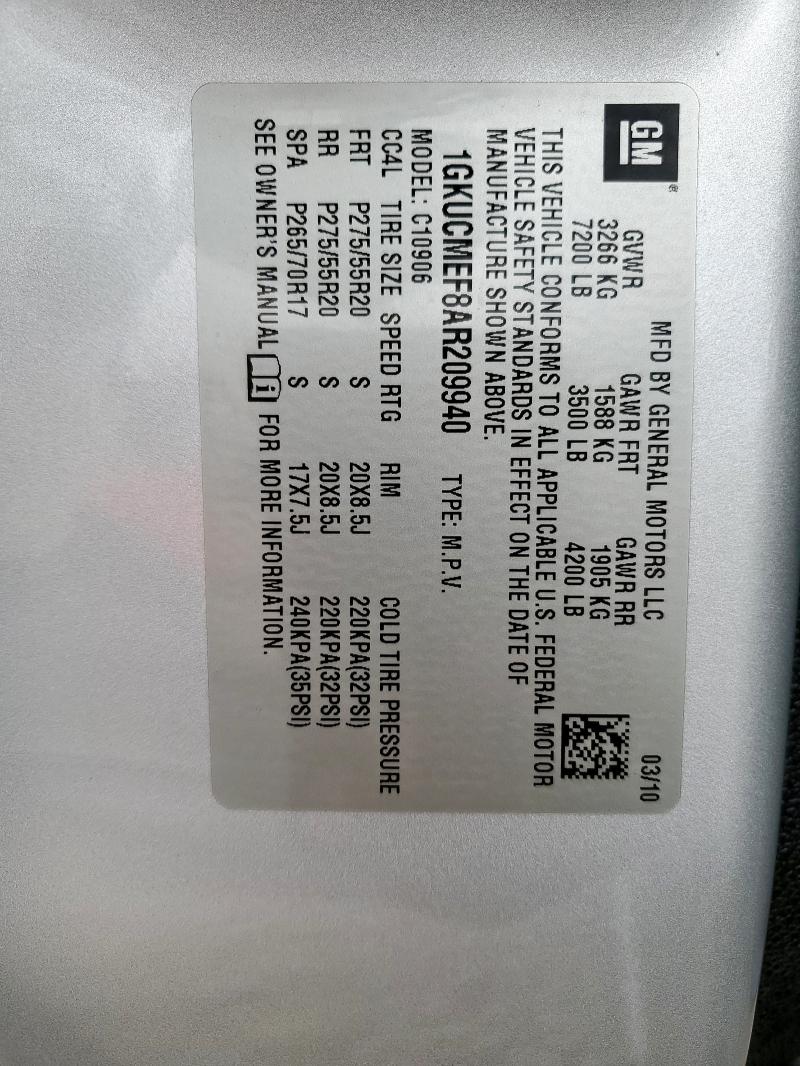 GM®
MFD BY GENERAL MOTORS LLC 03/10
GVWR GAWR FRT GAWR RR
3266 KG 1588 KG 1905 KG
7200 LB 3500 LB 4200 LB
THIS VEHICLE CONFORMS TO ALL APPLICABLE U.S. FEDERAL MOTOR
VEHICLE SAFETY STANDARDS IN EFFECT ON THE DATE OF
MANUFACTURE SHOWN ABOVE.
1GKUCMEF8AR209940 TYPE: M.P.V.
MODEL: C10906
CC4L TIRE SIZE SPEED RTG RIM COLD TIRE PRESSURE
FRT P275/55R20 S 20X8.5J 220KPA(32PSI)
RR P275/55R20 S 20X8.5J 220KPA(32PSI)
SPA P265/70R17 S 17X7.5J 240KPA(35PSI)
SEE OWNER'S MANUAL i FOR MORE INFORMATION.